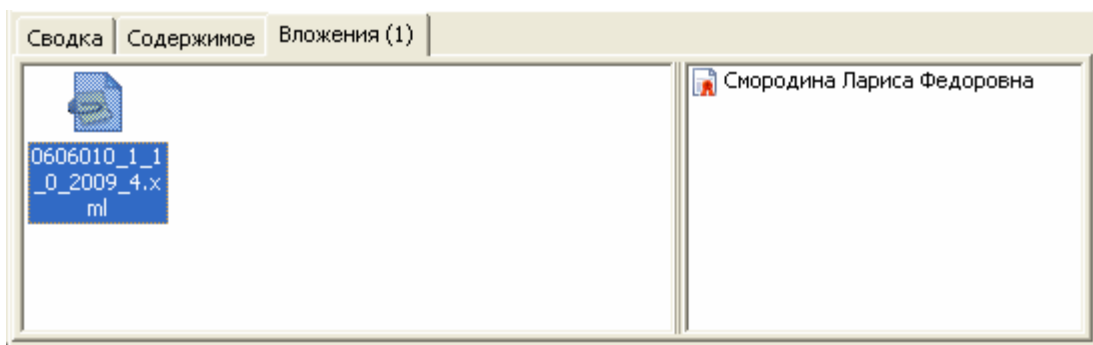 Сводка Содержимое Вложения (1)
Смородина Лариса Федоровна
0606010_1_1
_0_2009_4.x
ml